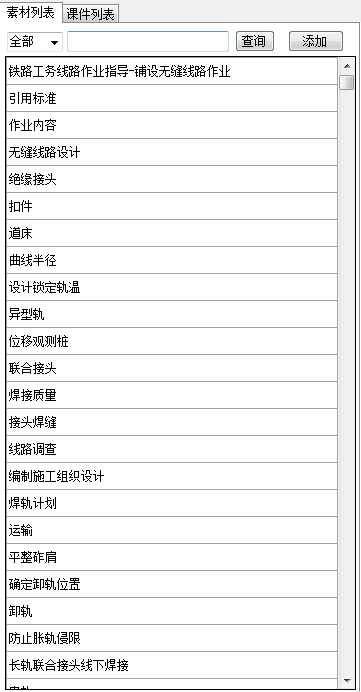 素材列表 课件列表
全部 查询 添加
铁路工务线路作业指导-铺设无缝线路作业
引用标准
作业内容
无缝线路设计
绝缘接头
扣件
道床
曲线半径
设计锁定轨温
异型轨
位移观测桩
联合接头
焊接质量
接头焊缝
线路调查
编制施工组织设计
焊轨计划
运输
平整砟肩
确定卸轨位置
卸轨
防止胀轨侵限
长轨联合接头线下焊接